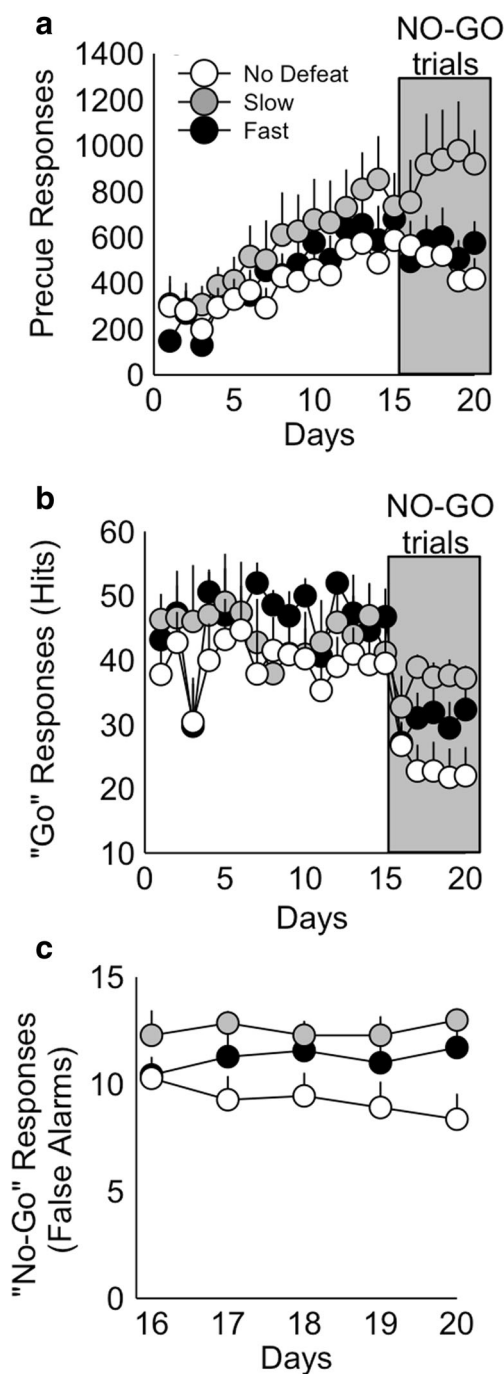 a
NO-GO
trials
1400
1200
1000
800
600
400
200
0
Precue Responses
No Defeat
Slow
Fast
0 5 10 15 20
Days
b
NO-GO
trials
60
50
40
30
20
10
"Go" Responses (Hits)
0 5 10 15 20
Days
c
15
10
5
0
"No-Go" Responses
(False Alarms)
16 17 18 19 20
Days